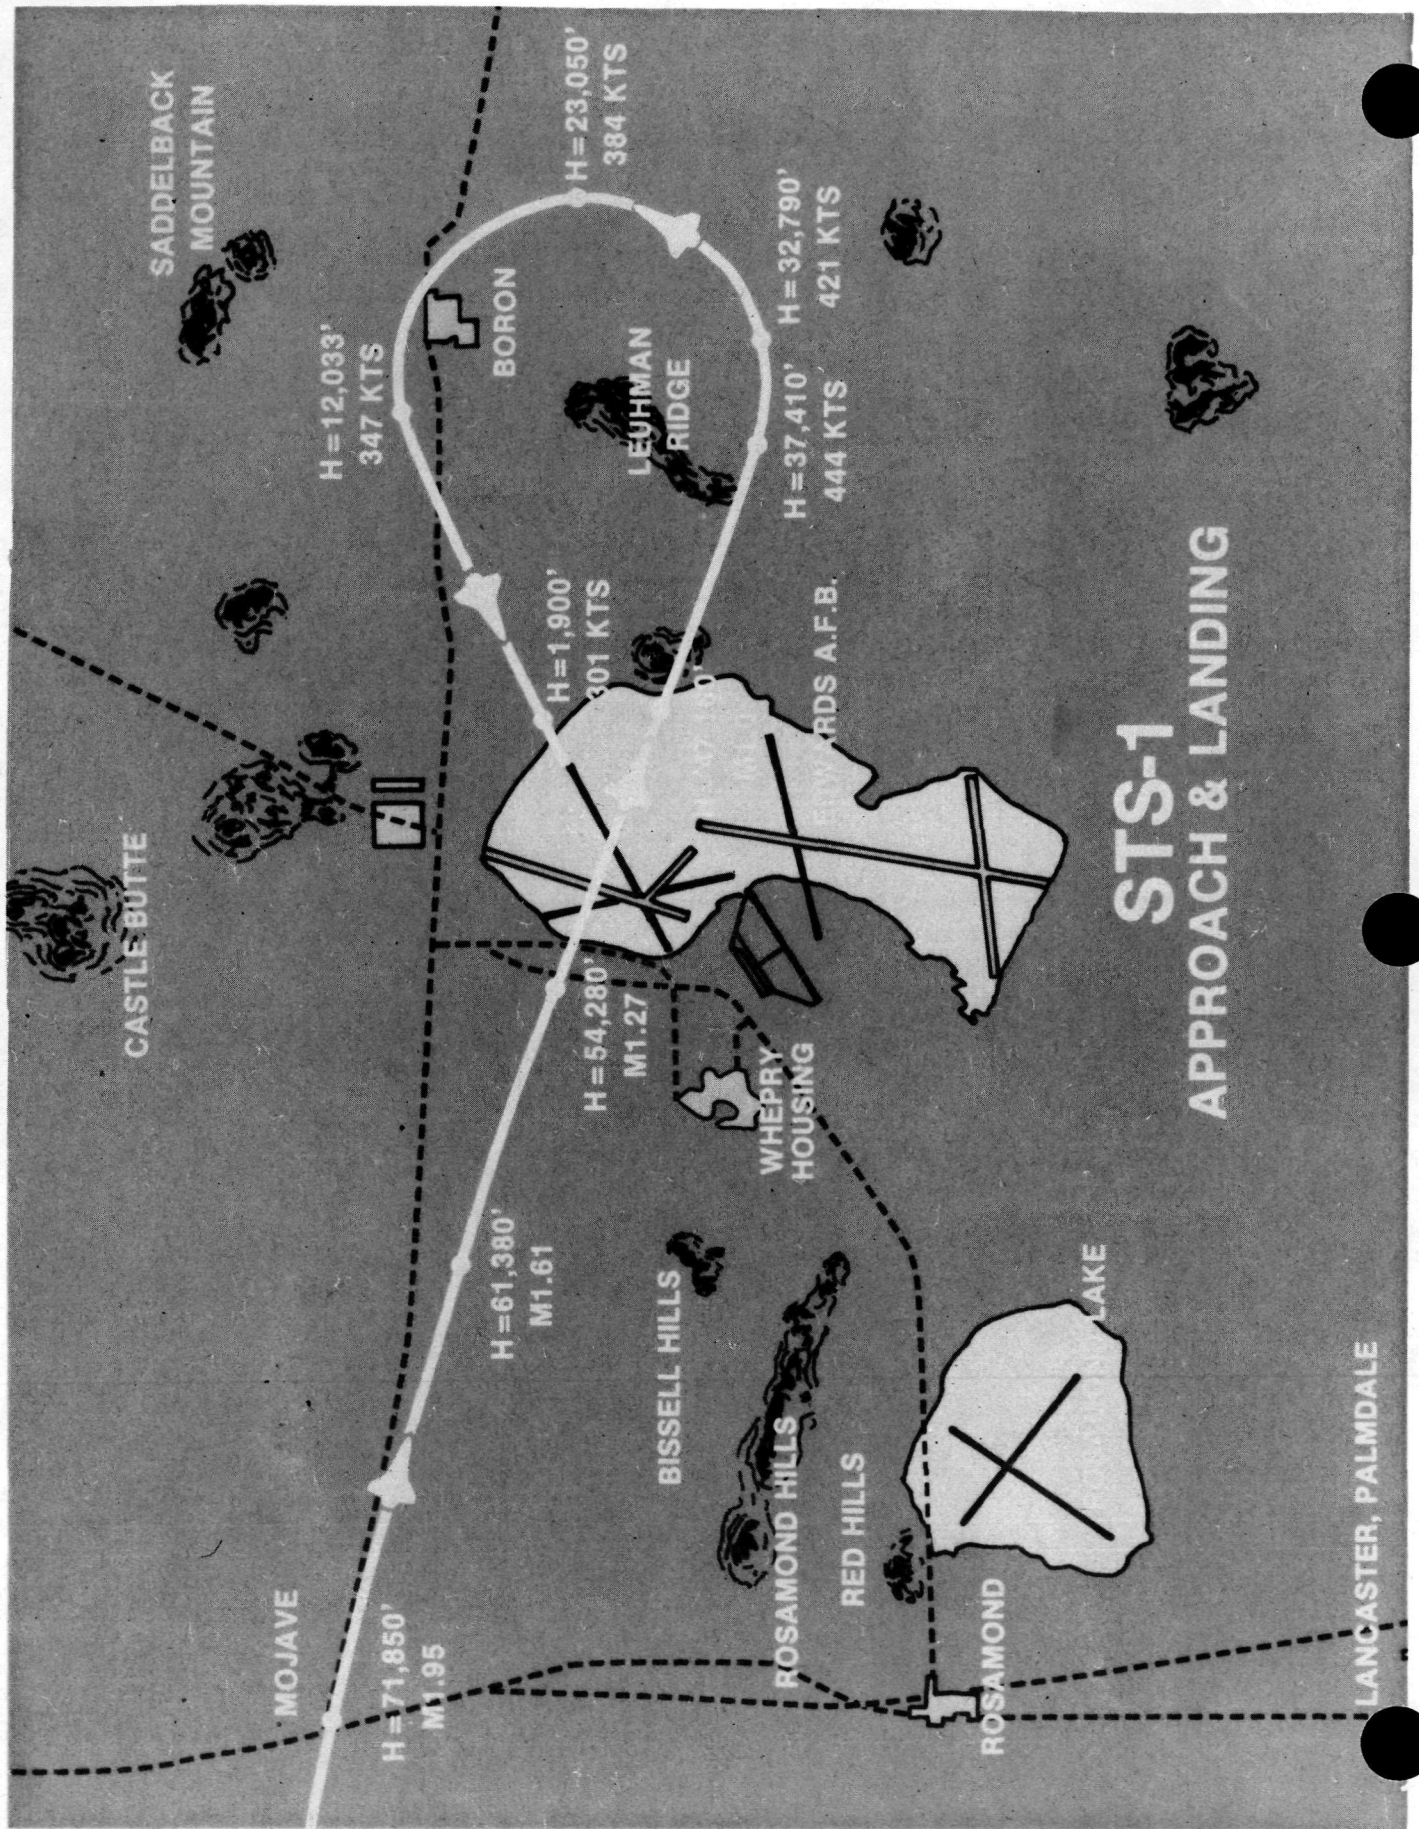 SADDELBACK
MOUNTAIN
CASTLE BUTTE
MOJAVE
H=71,850'
M1.95
H=61,380'
M1.61
H=54,280'
M1.27
H=12,033'
347 KTS
BORON
H=23,050'
384 KTS
H=1,900'
301 KTS
LEUHMAN
RIDGE
H=32,790'
421 KTS
H=37,410'
444 KTS
A.F.B.
WHEPRY
HOUSING
BISSELL HILLS
ROSAMOND HILLS
RED HILLS
ROSAMOND
LAKE
LANCASTER, PALMDALE
STS-1
APPROACH & LANDING